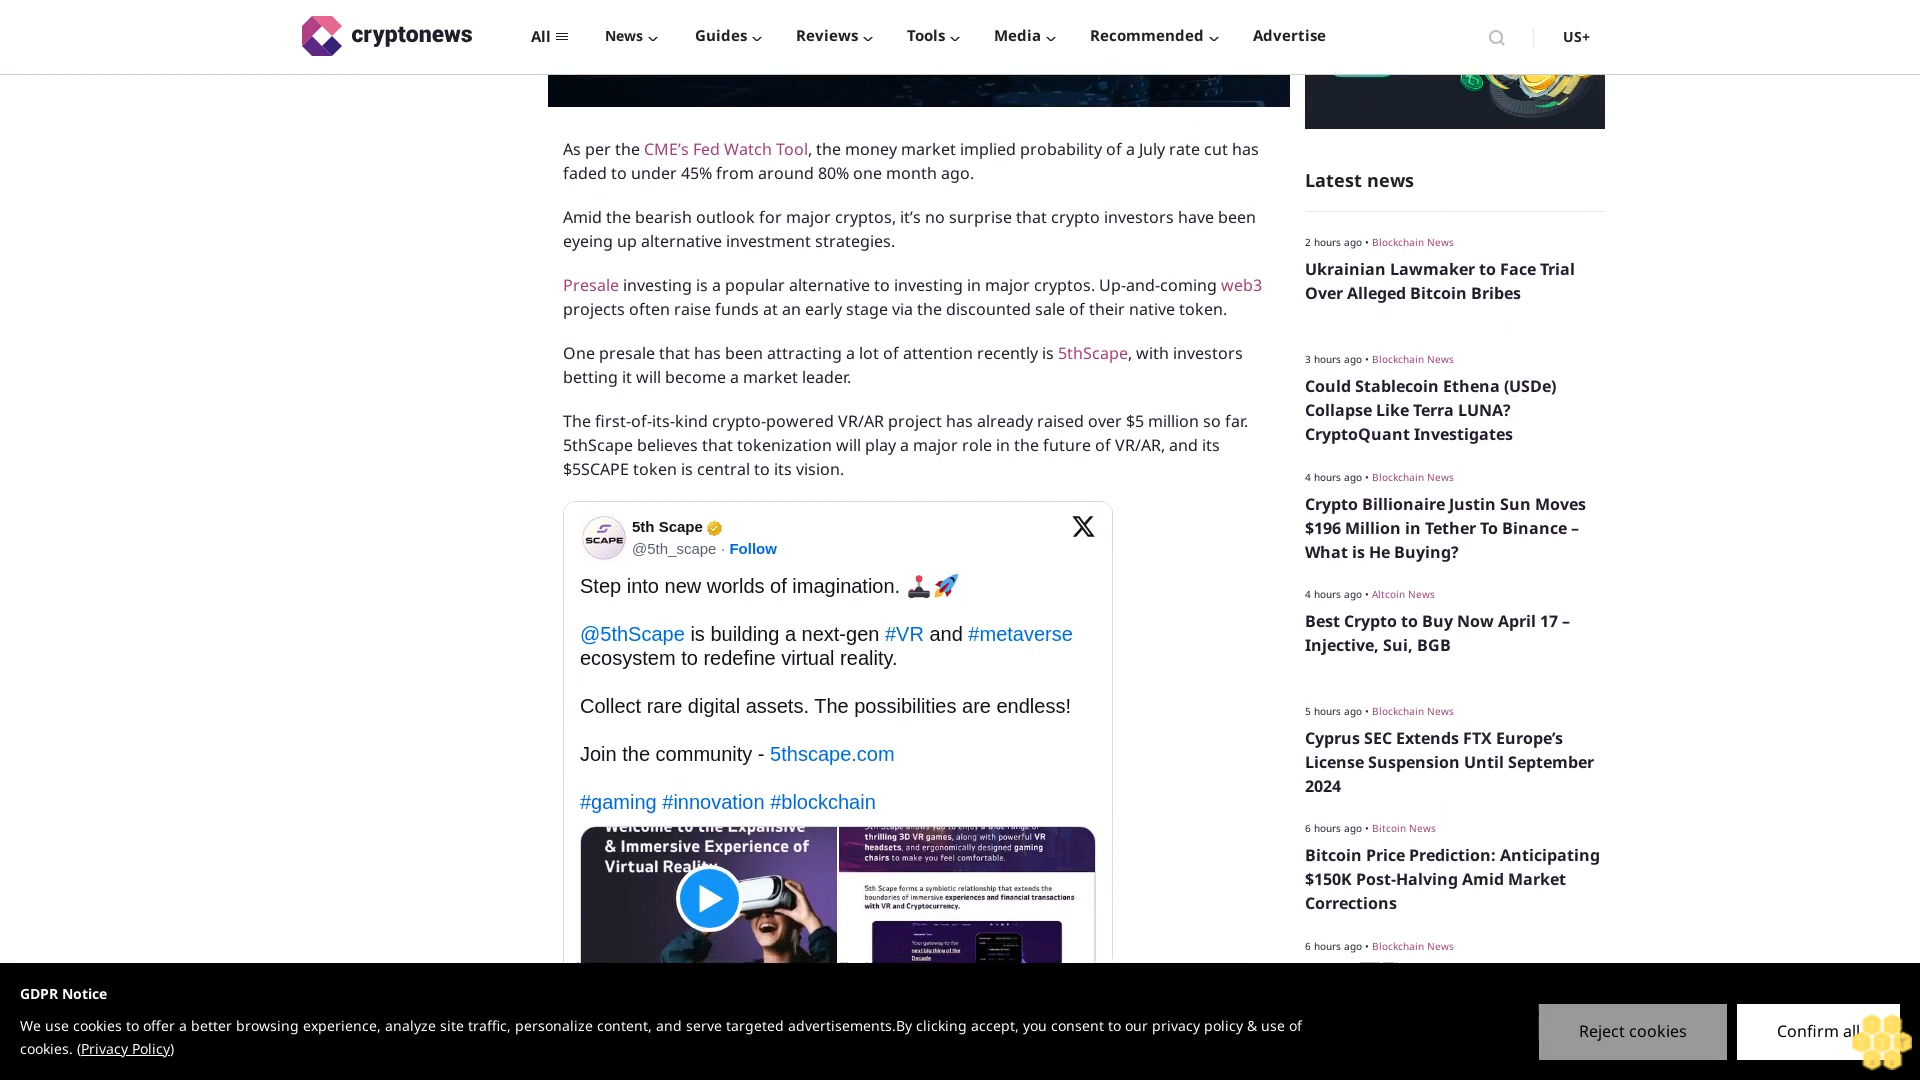 cryptonews
All
News
Guides
Reviews
Tools
Media
Recommended
Advertise
US+
As per the CME’s Fed Watch Tool, the money market implied probability of a July rate cut has
faded to under 45% from around 80% one month ago.
Amid the bearish outlook for major cryptos, it’s no surprise that crypto investors have been
eyeing up alternative investment strategies.
Presale investing is a popular alternative to investing in major cryptos. Up-and-coming web3
projects often raise funds at an early stage via the discounted sale of their native token.
One presale that has been attracting a lot of attention recently is 5thScape, with investors
betting it will become a market leader.
The first-of-its-kind crypto-powered VR/AR project has already raised over $5 million so far.
5thScape believes that tokenization will play a major role in the future of VR/AR, and its
$5SCAPE token is central to its vision.
SCAPE
5th Scape
@5th_scape · Follow
Step into new worlds of imagination. 🕹️🚀
@5thScape is building a next-gen #VR and #metaverse
ecosystem to redefine virtual reality.
Collect rare digital assets. The possibilities are endless!
Join the community - 5thscape.com
#gaming #innovation #blockchain
Welcome to the Expansive
& Immersive Experience of
Virtual Reality.
5th Scape allows you to enjoy a wide range of
thrilling 3D VR games, along with powerful VR
headsets, and ergonomically designed gaming
chairs to make you feel comfortable.
5th Scape forms a symbiotic relationship that extends the
boundaries of immersive experiences and financial transactions
with VR and Cryptocurrency.
Your gateway to the
next big thing of the
Decade
Latest news
2 hours ago • Blockchain News
Ukrainian Lawmaker to Face Trial
Over Alleged Bitcoin Bribes
3 hours ago • Blockchain News
Could Stablecoin Ethena (USDe)
Collapse Like Terra LUNA?
CryptoQuant Investigates
4 hours ago • Blockchain News
Crypto Billionaire Justin Sun Moves
$196 Million in Tether To Binance –
What is He Buying?
4 hours ago • Altcoin News
Best Crypto to Buy Now April 17 –
Injective, Sui, BGB
5 hours ago • Blockchain News
Cyprus SEC Extends FTX Europe’s
License Suspension Until September
2024
6 hours ago • Bitcoin News
Bitcoin Price Prediction: Anticipating
$150K Post-Halving Amid Market
Corrections
6 hours ago • Blockchain News
GDPR Notice
We use cookies to offer a better browsing experience, analyze site traffic, personalize content, and serve targeted advertisements.By clicking accept, you consent to our privacy policy & use of
cookies. (Privacy Policy)
Reject cookies
Confirm all